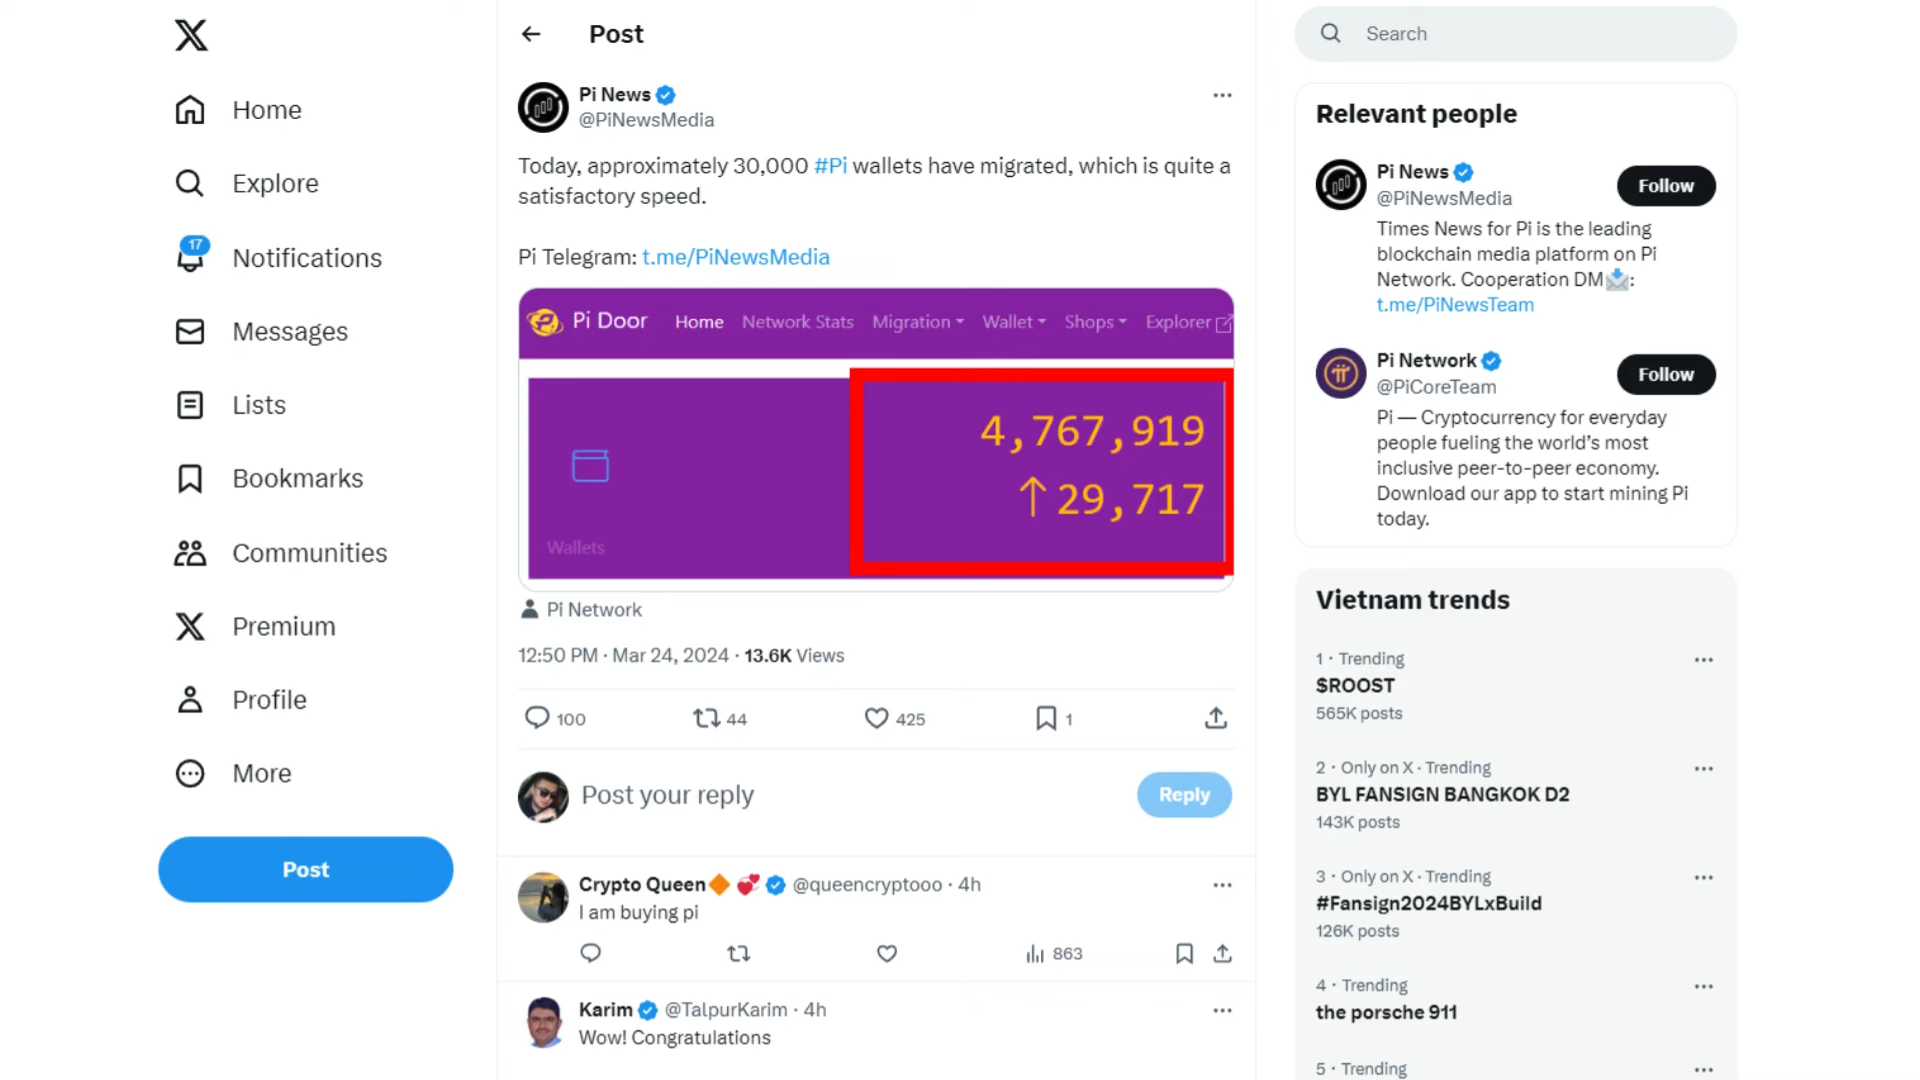 Home
Explore
17
Notifications
Messages
Lists
Bookmarks
Communities
Premium
Profile
More
Post
Post
Pi News
@PiNewsMedia
Today, approximately 30,000 #Pi wallets have migrated, which is quite a
satisfactory speed.
Pi Telegram: t.me/PiNewsMedia
Pi Door Home Network Stats Migration Wallet Shops Explorer
4,767,919
↑29,717
Wallets
Pi Network
12:50 PM · Mar 24, 2024 · 13.6K Views
100 44 425 1
Post your reply
Reply
Crypto Queen🔶 💞 @queencryptooo · 4h
I am buying pi
863
Karim @TalpurKarim · 4h
Wow! Congratulations
Search
Relevant people
Pi News
@PiNewsMedia
Follow
Times News for Pi is the leading
blockchain media platform on Pi
Network. Cooperation DM📩:
t.me/PiNewsTeam
Pi Network
@PiCoreTeam
Follow
Pi — Cryptocurrency for everyday
people fueling the world’s most
inclusive peer-to-peer economy.
Download our app to start mining Pi
today.
Vietnam trends
1 · Trending
$ROOST
565K posts
2 · Only on X · Trending
BYL FANSIGN BANGKOK D2
143K posts
3 · Only on X · Trending
#Fansign2024BYLxBuild
126K posts
4 · Trending
the porsche 911
5 · Trending